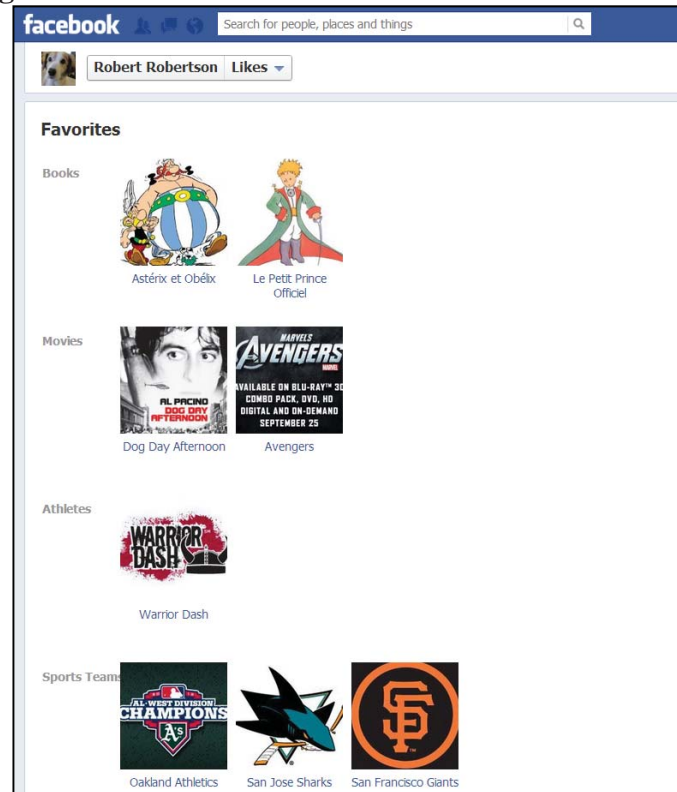 g
facebook Search for people, places and things
Robert Robertson Likes
Favorites
Books
Astérix et Obélix
Le Petit Prince
Officiel
Movies
AL PACINO
DOG DAY
AFTERNOON
MARVEL'S
AVENGERS
MARVEL
AVAILABLE ON BLU-RAY™ 3D
COMBO PACK, DVD, HD
DIGITAL AND ON-DEMAND
SEPTEMBER 25
Dog Day Afternoon
Avengers
Athletes
WARRIOR
DASH
Warrior Dash
Sports Teams
AL WEST DIVISION
CHAMPIONS
A's
SF
Oakland Athletics
San Jose Sharks
San Francisco Giants